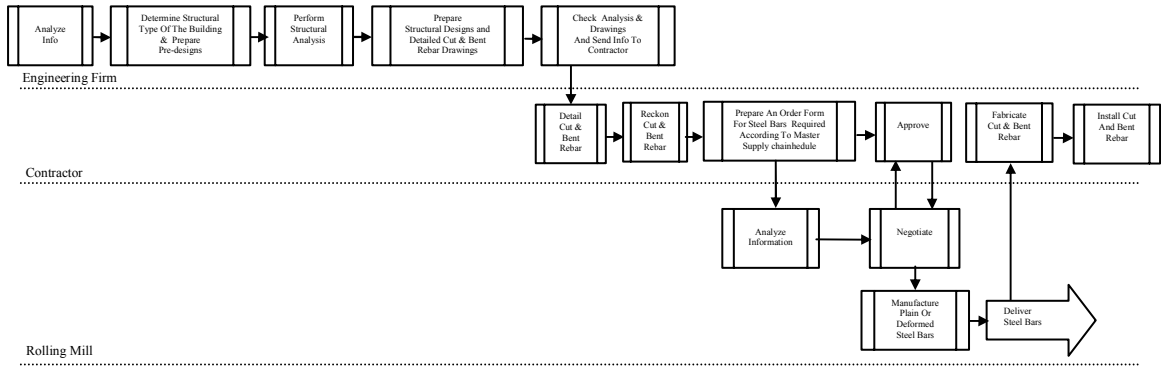 Analyze
Info
Determine Structural
Type Of The Building
& Prepare
Pre-designs
Perform
Structural
Analysis
Prepare
Structural Designs and
Detailed Cut & Bent
Rebar Drawings
Check Analysis &
Drawings
And Send Info To
Contractor
Engineering Firm
Detail
Cut &
Bent
Rebar
Reckon
Cut &
Bent
Rebar
Prepare An Order Form
For Steel Bars Required
According To Master
Supply chainhedule
Approve
Fabricate
Cut & Bent
Rebar
Install Cut
And Bent
Rebar
Contractor
Analyze
Information
Negotiate
Manufacture
Plain Or
Deformed
Steel Bars
Deliver
Steel Bars
Rolling Mill